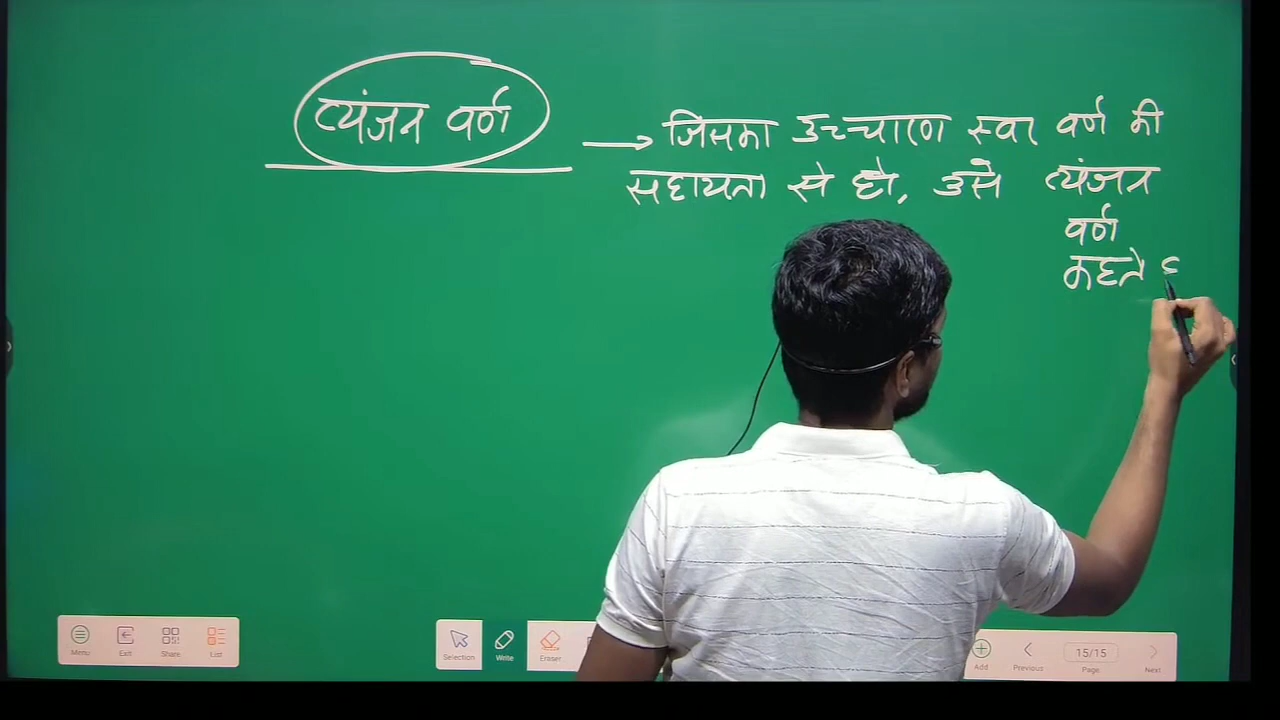 व्यंजन वर्ण
→ जिसका उच्चारण स्वर वर्ण की
सहायता से हो, उसे व्यंजन
वर्ण
कहते
Menu
Exit
Share
List
Selection
Write
Eraser
Add
Previous
15/15
Page
Next